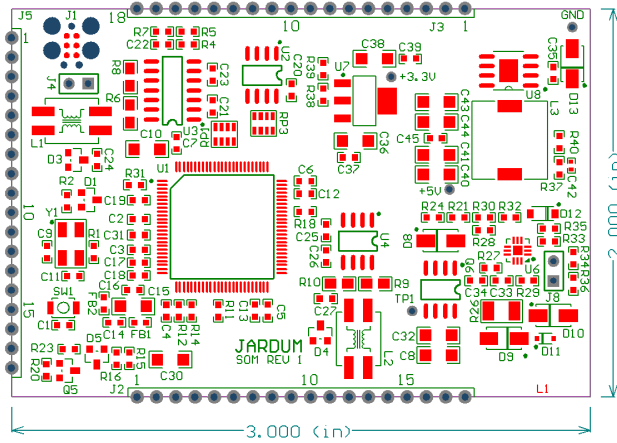 J5
J1
18
10
J3
1
GND
1
R7
R5
C22
R4
U2
C38
C39
C35
R8
C23
C20
R39
U7
+3.3V
U8
D13
J4
R6
C21
R38
C43
L3
L1
C10
U3
RP1
RP3
C44
C7
C36
C45
R40
D3
C24
U1
C37
C41
R37
C42
R31
C6
+5V
C40
R2
D1
C19
C12
10
Y1
C2
R24
R21
R30
R32
D12
C9
R1
C31
R18
C25
U4
D8
R28
R35
R33
C3
C17
C26
R27
U6
R34
C11
C18
Q6
C16
R10
R9
C34
C33
R29
R36
SW1
FB2
C15
C27
TP1
J8
15
R26
C1
C14
FB1
C4
R12
R14
R11
C13
C5
D4
C32
D10
R23
D5
JARDUM
SOM REV 1
C8
D9
D11
R20
Q5
R16
R15
C30
L2
J2
1
10
15
L1
2.000 (in)
3.000 (in)